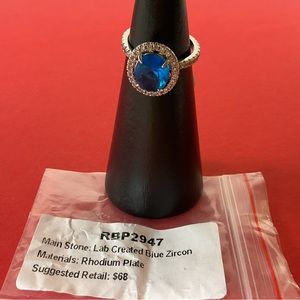 RBP2947
Main Stone: Lab Created Blue Zircon
Materials: Rhodium Plate
Suggested Retail: $68